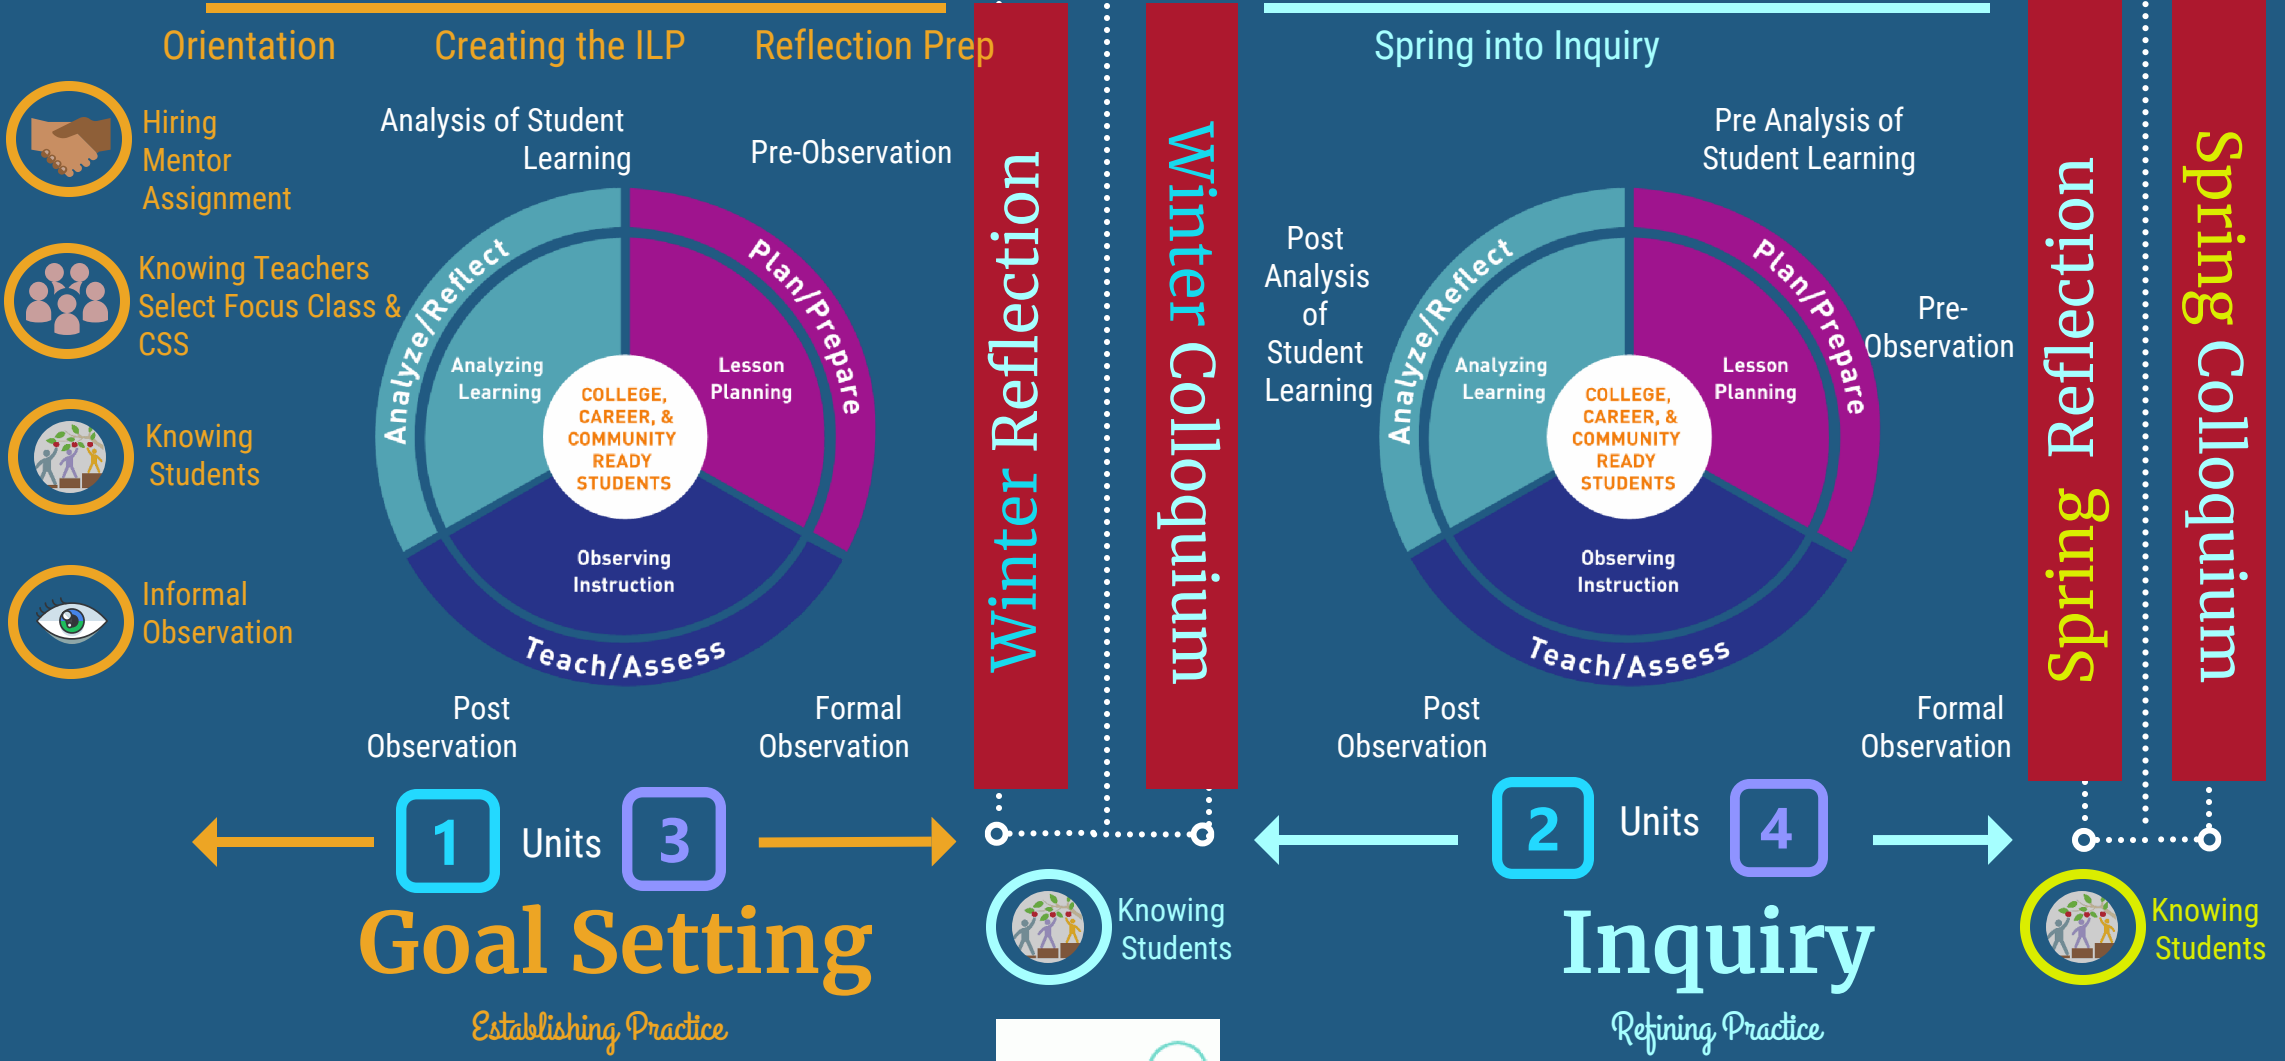 Orientation
Creating the ILP
Reflection Prep
Hiring
Mentor
Assignment
Knowing Teachers
Select Focus Class &
CSS
Knowing
Students
Informal
Observation
Analysis of Student
Learning
Pre-Observation
Analyze/Reflect
Plan/Prepare
Teach/Assess
Analyzing
Learning
Lesson
Planning
COLLEGE,
CAREER, &
COMMUNITY
READY
STUDENTS
Observing
Instruction
Post
Observation
Formal
Observation
1 Units 3
Goal Setting
Establishing Practice
Winter Reflection
Winter Colloquium
Knowing
Students
Spring into Inquiry
Pre Analysis of
Student Learning
Post
Analysis
of
Student
Learning
Pre-
Observation
Analyze/Reflect
Plan/Prepare
Teach/Assess
Analyzing
Learning
Lesson
Planning
COLLEGE,
CAREER, &
COMMUNITY
READY
STUDENTS
Observing
Instruction
Post
Observation
Formal
Observation
2 Units 4
Inquiry
Refining Practice
Spring Reflection
Spring Colloquium
Knowing
Students